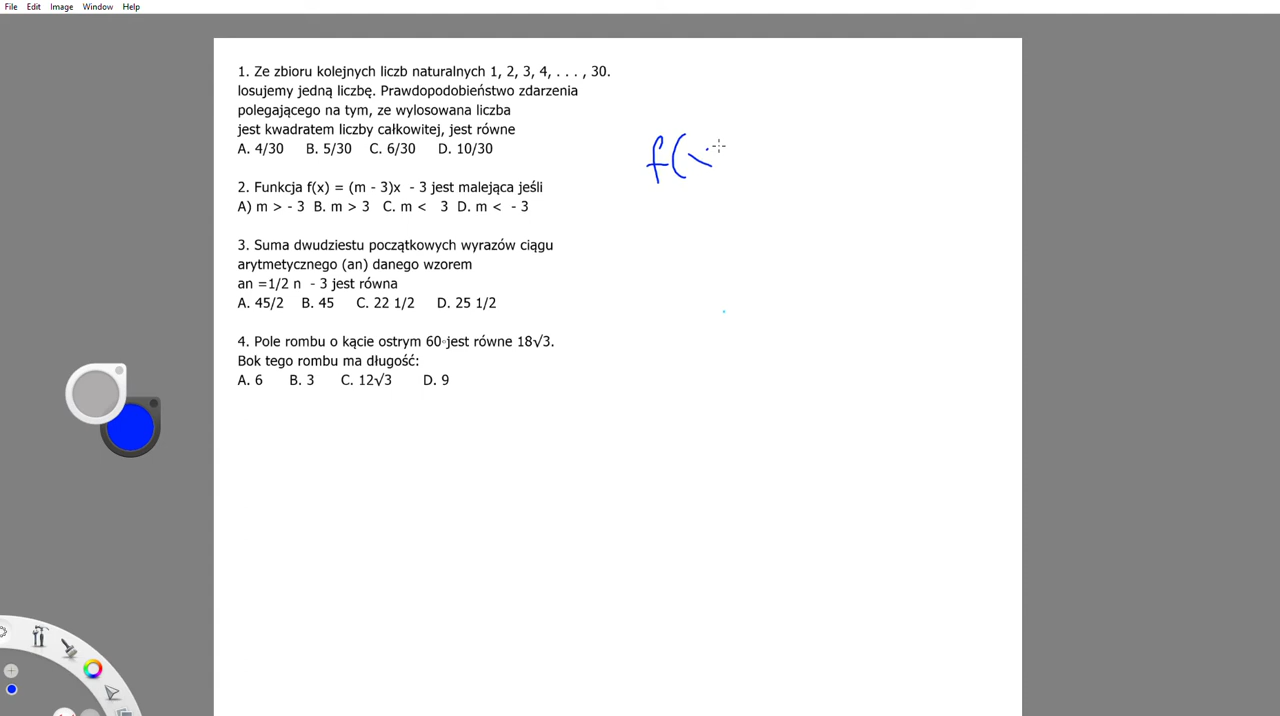 File Edit Image Window Help
1. Ze zbioru kolejnych liczb naturalnych 1, 2, 3, 4, . . . , 30.
losujemy jedną liczbę. Prawdopodobieństwo zdarzenia
polegającego na tym, ze wylosowana liczba
jest kwadratem liczby całkowitej, jest równe
A. 4/30 B. 5/30 C. 6/30 D. 10/30
f(x
2. Funkcja f(x) = (m - 3)x - 3 jest malejąca jeśli
A) m > - 3 B. m > 3 C. m < 3 D. m < - 3
3. Suma dwudziestu początkowych wyrazów ciągu
arytmetycznego (an) danego wzorem
an =1/2 n - 3 jest równa
A. 45/2 B. 45 C. 22 1/2 D. 25 1/2
4. Pole rombu o kącie ostrym 60◦jest równe 18√3.
Bok tego rombu ma długość:
A. 6 B. 3 C. 12√3 D. 9